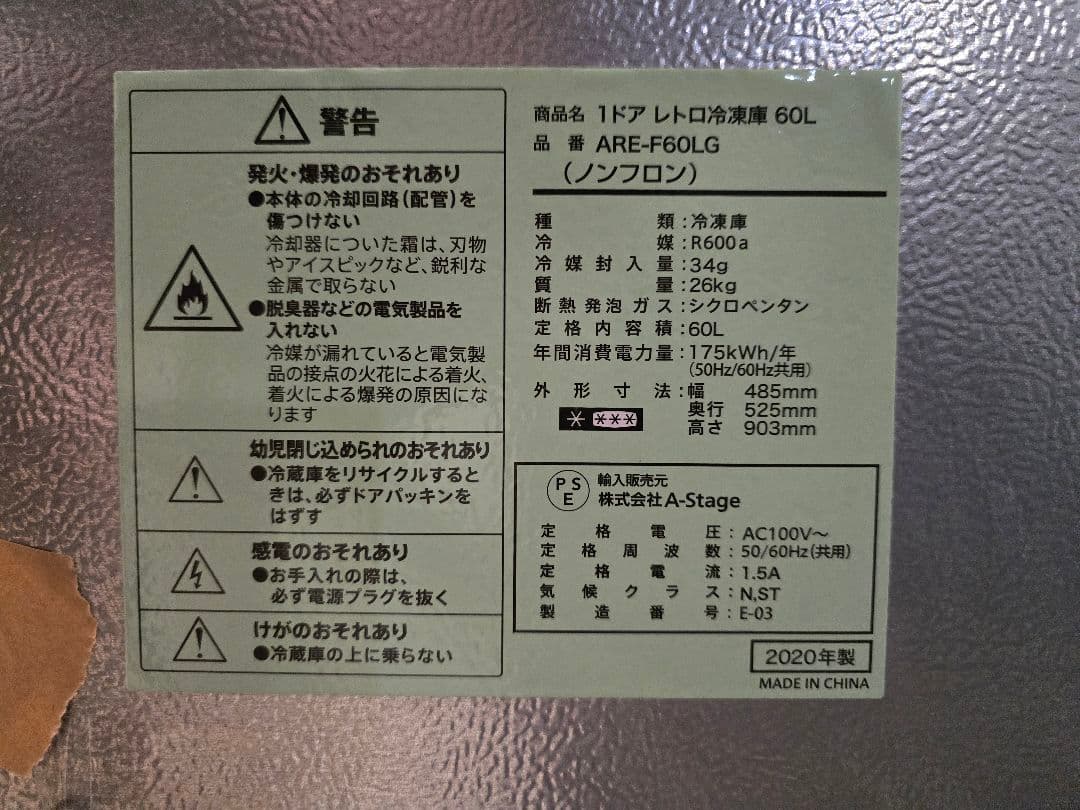 警告
発火・爆発のおそれあり
●本体の冷却回路(配管)を
傷つけない
冷却器についた霜は、刃物
やアイスピックなど、鋭利な
金属で取らない
●脱臭器などの電気製品を
入れない
冷媒が漏れていると電気製
品の接点の火花による着火、
着火による爆発の原因にな
ります
幼児閉じ込められのおそれあり
●冷蔵庫をリサイクルすると
きは、必ずドアパッキンを
はずす
感電のおそれあり
●お手入れの際は、
必ず電源プラグを抜く
けがのおそれあり
●冷蔵庫の上に乗らない
商品名 1ドア レトロ冷凍庫 60L
品番 ARE-F60LG
(ノンフロン)
種類:冷凍庫
冷媒:R600a
冷媒封入量:34g
質量:26kg
断熱発泡ガス:シクロペンタン
定格内容積:60L
年間消費電力量:175kWh/年
(50Hz/60Hz共用)
外形寸法:幅 485mm
奥行 525mm
高さ 903mm
* ***
PS
E
輸入販売元
株式会社A-Stage
定格電圧:AC100V～
定格周波数:50/60Hz(共用)
定格電流:1.5A
気候クラス:N,ST
製造番号:E-03
2020年製
MADE IN CHINA